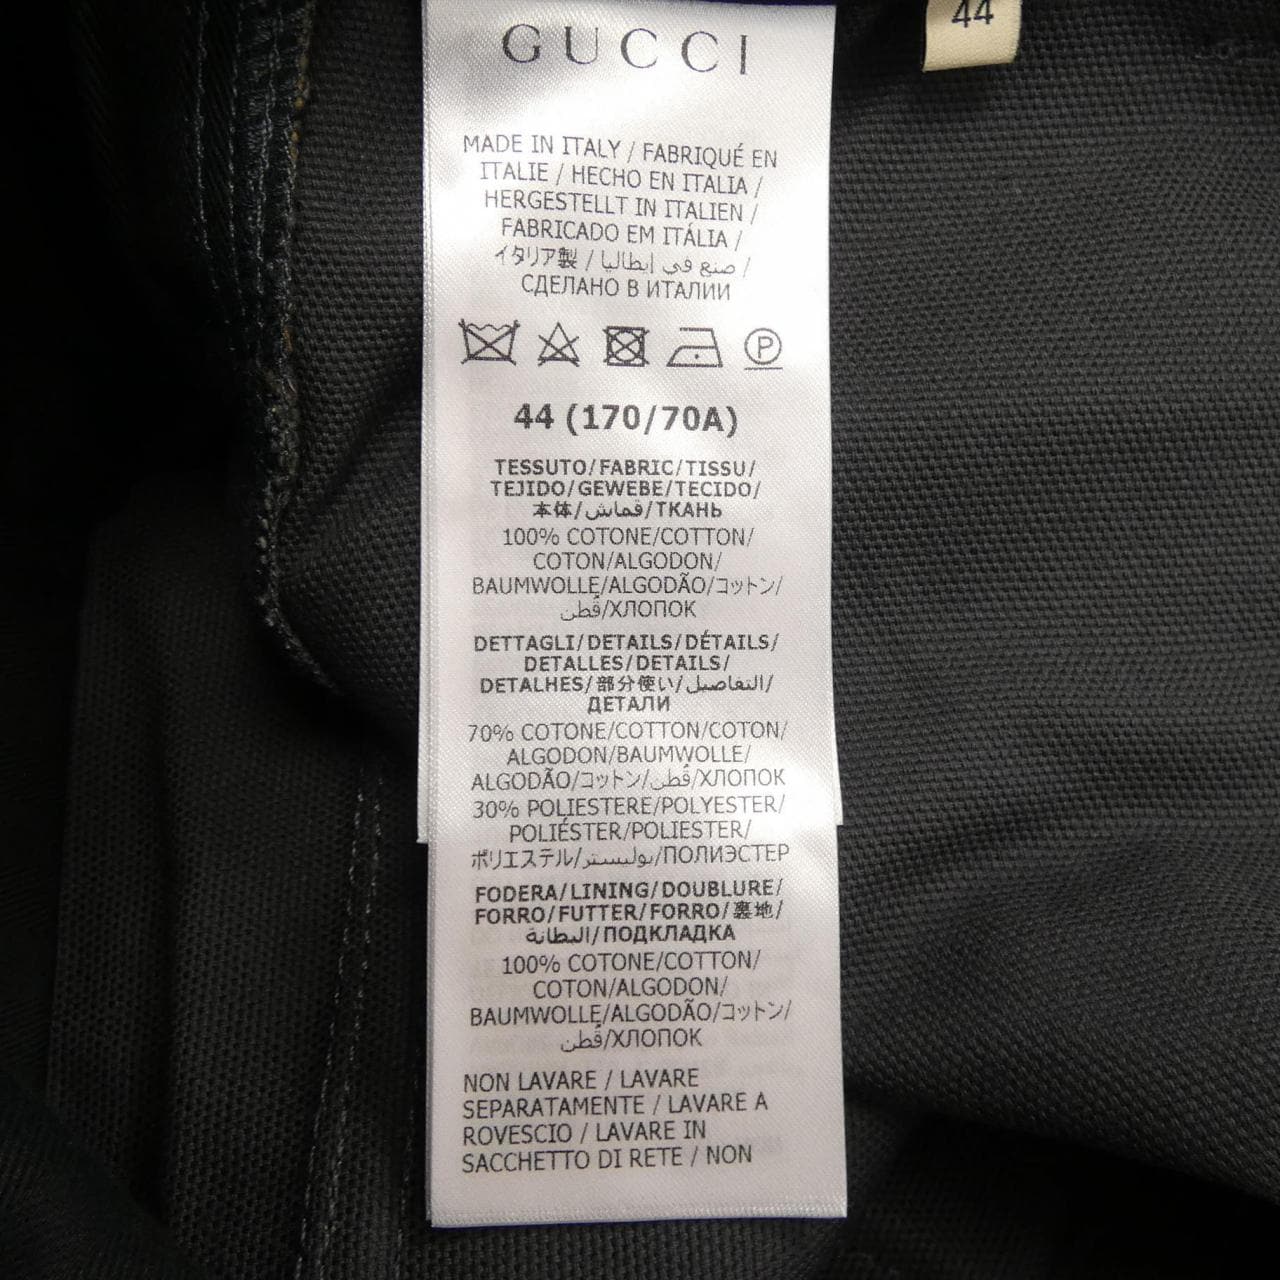 44
GUCCI
MADE IN ITALY / FABRIQUÉ EN
ITALIE / HECHO EN ITALIA /
HERGESTELLT IN ITALIEN /
FABRICADO EM ITÁLIA /
イタリア製 / صنع في إيطاليا /
СДЕЛАНО В ИТАЛИИ
P
44 (170/70A)
TESSUTO/FABRIC/TISSU/
TEJIDO/GEWEBE/TECIDO/
本体/قماش/ТКАНЬ
100% COTONE/COTTON/
COTON/ALGODON/
BAUMWOLLE/ALGODÃO/コットン/
قُطن/ХЛОПОК
DETTAGLI/DETAILS/DÉTAILS/
DETALLES/DETAILS/
DETALHES/部分使い/التفاصيل/
ДЕТАЛИ
70% COTONE/COTTON/COTON/
ALGODON/BAUMWOLLE/
ALGODÃO/コットン/قُطن/ХЛОПОК
30% POLIESTERE/POLYESTER/
POLIÉSTER/POLIESTER/
ポリエステル/بوليستر/ПОЛИЭСТЕР
FODERA/LINING/DOUBLURE/
FORRO/FUTTER/FORRO/裏地/
البطانة/ПОДКЛАДКА
100% COTONE/COTTON/
COTON/ALGODON/
BAUMWOLLE/ALGODÃO/コットン/
قُطن/ХЛОПОК
NON LAVARE / LAVARE
SEPARATAMENTE / LAVARE A
ROVESCIO / LAVARE IN
SACCHETTO DI RETE / NON